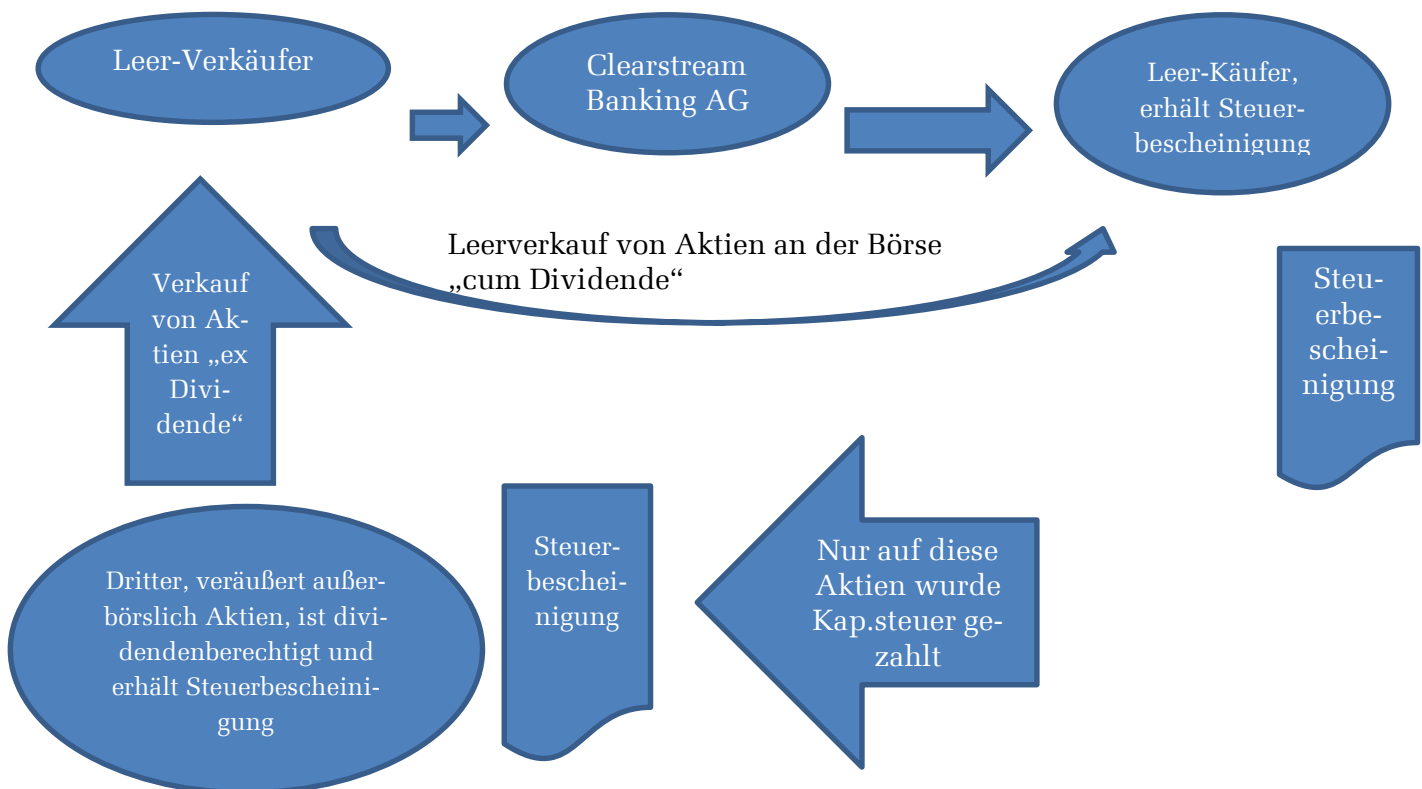 Leer-Verkäufer
Clearstream
Banking AG
Leer-Käufer,
erhält Steuer-
bescheinigung
Leerverkauf von Aktien an der Börse
„cum Dividende“
Verkauf
von Ak-
tien „ex
Divi-
dende“
Steu-
erbe-
schei-
nigung
Dritter, veräußert außer-
börslich Aktien, ist divi-
dendenberechtigt und
erhält Steuerbescheini-
gung
Steuer-
beschei-
nigung
Nur auf diese
Aktien wurde
Kap.steuer ge-
zahlt